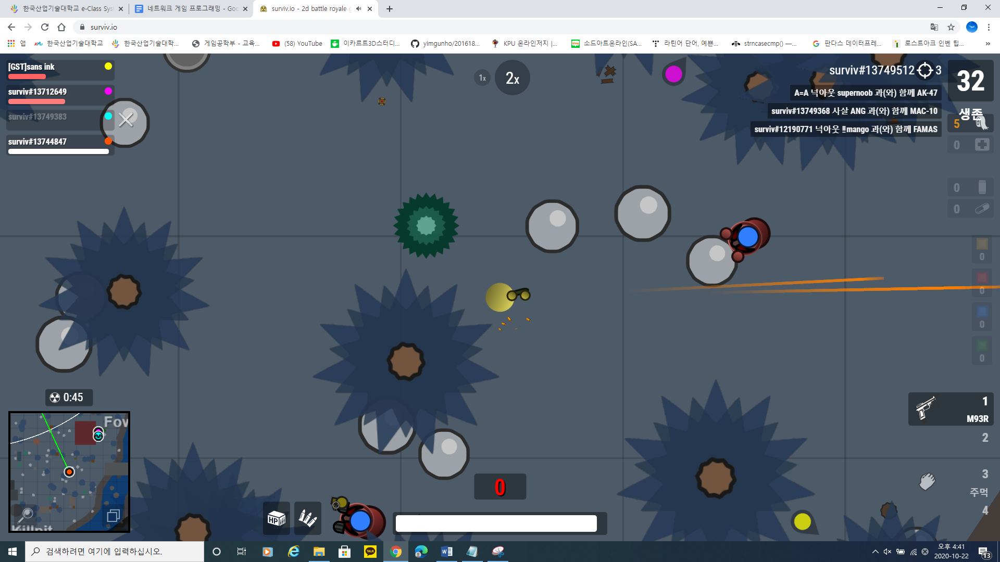 한국산업기술대학교 e-Class Sys
네트워크 게임 프로그래밍 - Goo
surviv.io - 2d battle royale g
surviv.io
앱
한국산업기술대학교
한국산업기술대학...
게임공학부 - 교육...
(58) YouTube
이카르트3D스터디...
yimgunho/201618...
KPU 온라인저지 |...
소드아트온라인(SA...
라틴어 단어, 예쁜...
strncasecmp() —...
판다스 데이터프레...
로스트아크 인벤 팁...
»
[GST]sans ink
surviv#13712649
surviv#13749383
surviv#13744847
1x
2x
surviv#13749512
3
32
생존
A=A 넉아웃 supernoob 과(와) 함께 AK-47
surviv#13749368 사살 ANG 과(와) 함께 MAC-10
surviv#12190771 넉아웃 !!mango 과(와) 함께 FAMAS
5
0
0
0
0
0
0
0
0:45
Fow
Killpit
HP
0
1
M93R
2
3
주먹
4
검색하려면 여기에 입력하십시오.
TALK
오후 4:41
2020-10-22
13